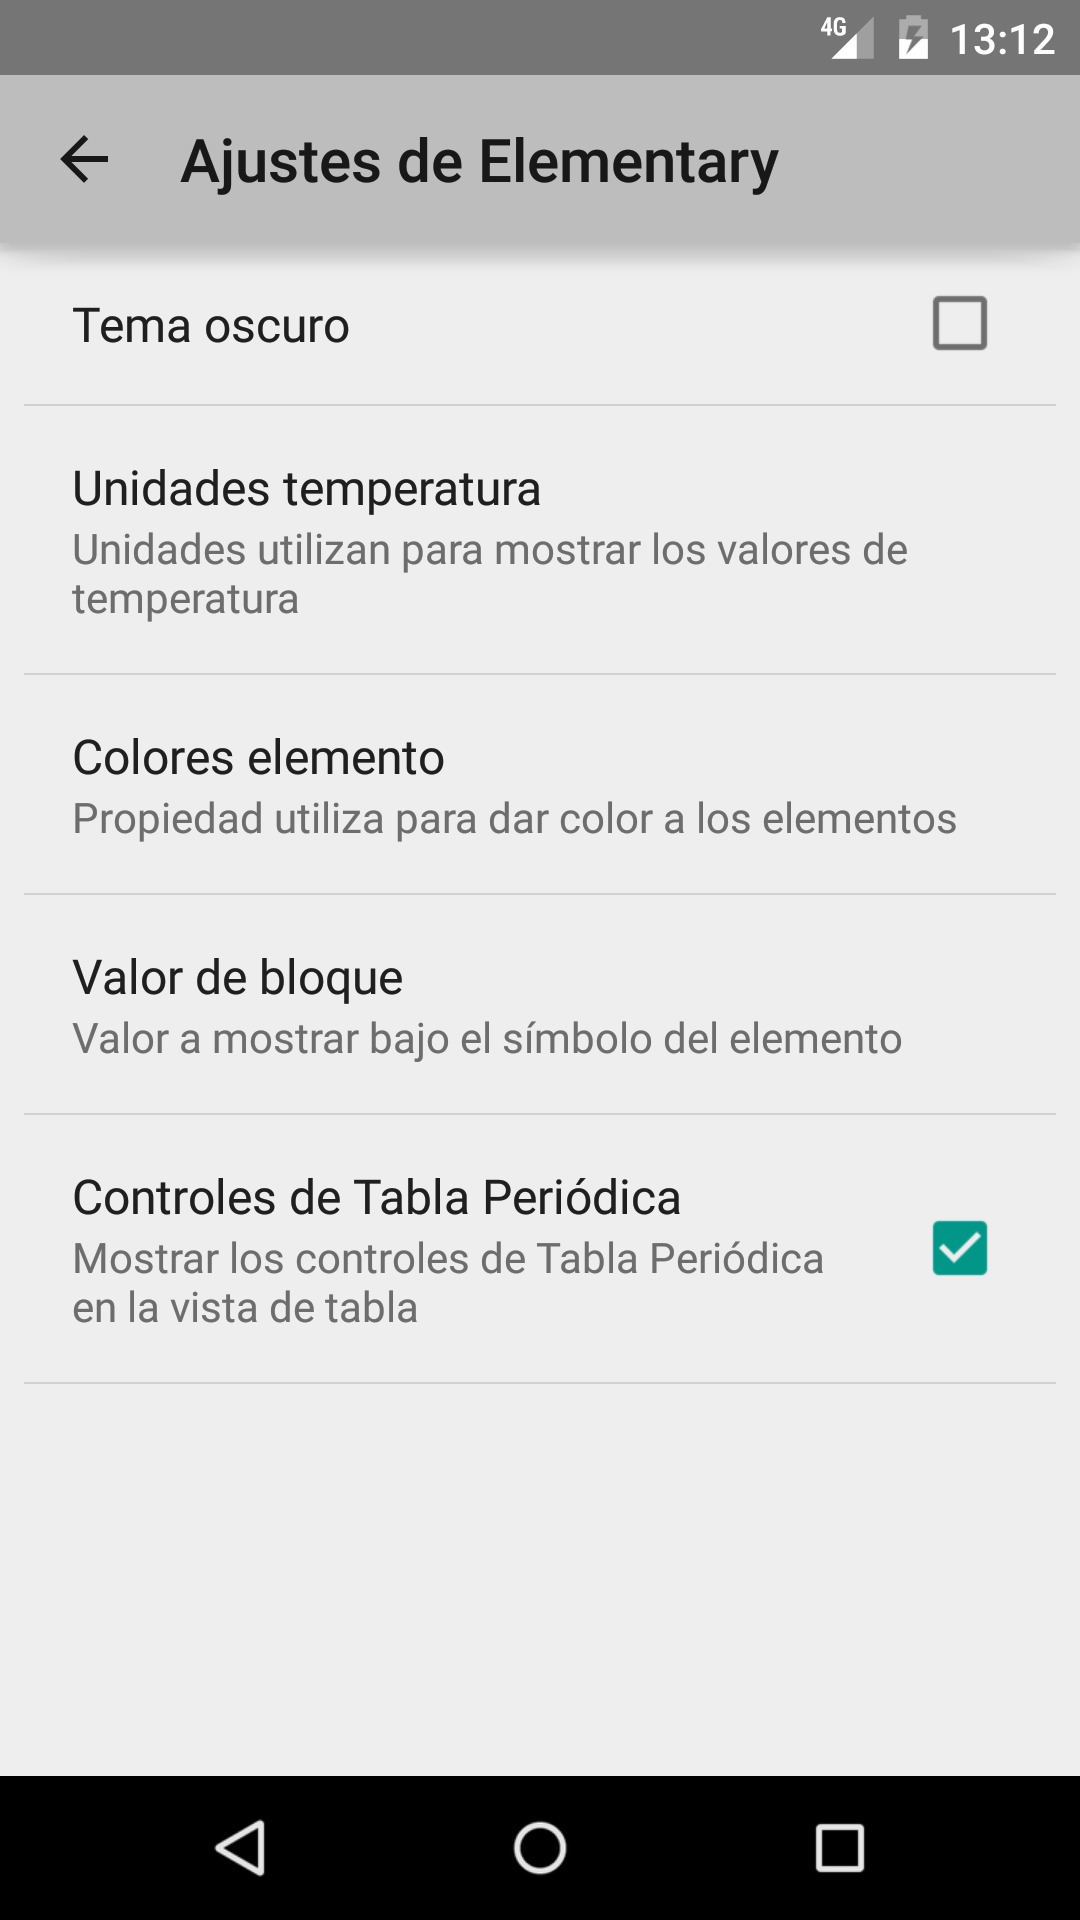 4G 13:12
Ajustes de Elementary
Tema oscuro
Unidades temperatura
Unidades utilizan para mostrar los valores de
temperatura
Colores elemento
Propiedad utiliza para dar color a los elementos
Valor de bloque
Valor a mostrar bajo el símbolo del elemento
Controles de Tabla Periódica
Mostrar los controles de Tabla Periódica
en la vista de tabla